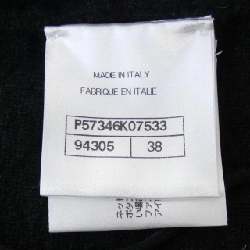 MADE IN ITALY
FABRIQUE EN ITALIE
P57346K07533
94305 38